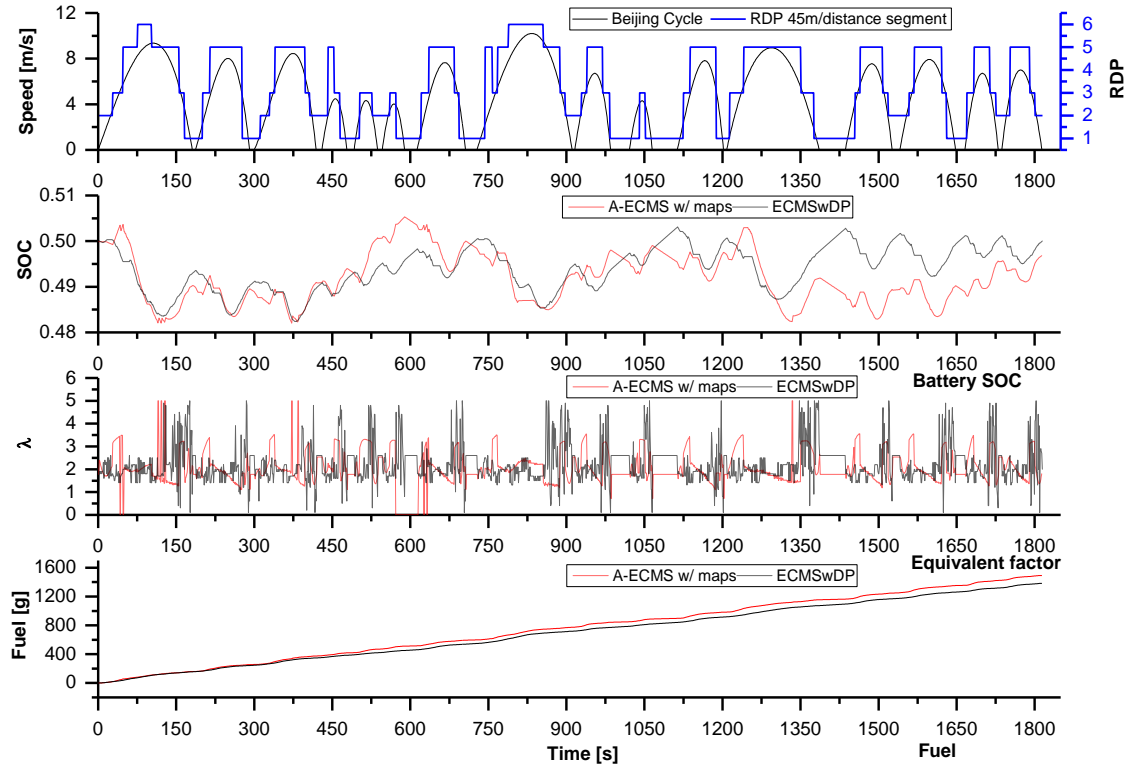 Beijing Cycle RDP 45m/distance segment
Speed [m/s]
12
8
4
0
6
5
4
3
2
1
RDP
0 150 300 450 600 750 900 1050 1200 1350 1500 1650 1800
A-ECMS w/ maps ECMSwDP
SOC
0.51
0.50
0.49
0.48
0 150 300 450 600 750 900 1050 1200 1350 1500 1650 1800
Battery SOC
A-ECMS w/ maps ECMSwDP
λ
6
5
4
3
2
1
0
0 150 300 450 600 750 900 1050 1200 1350 1500 1650 1800
Equivalent factor
A-ECMS w/ maps ECMSwDP
Fuel [g]
1600
1200
800
400
0
0 150 300 450 600 750 900 1050 1200 1350 1500 1650 1800
Time [s]
Fuel